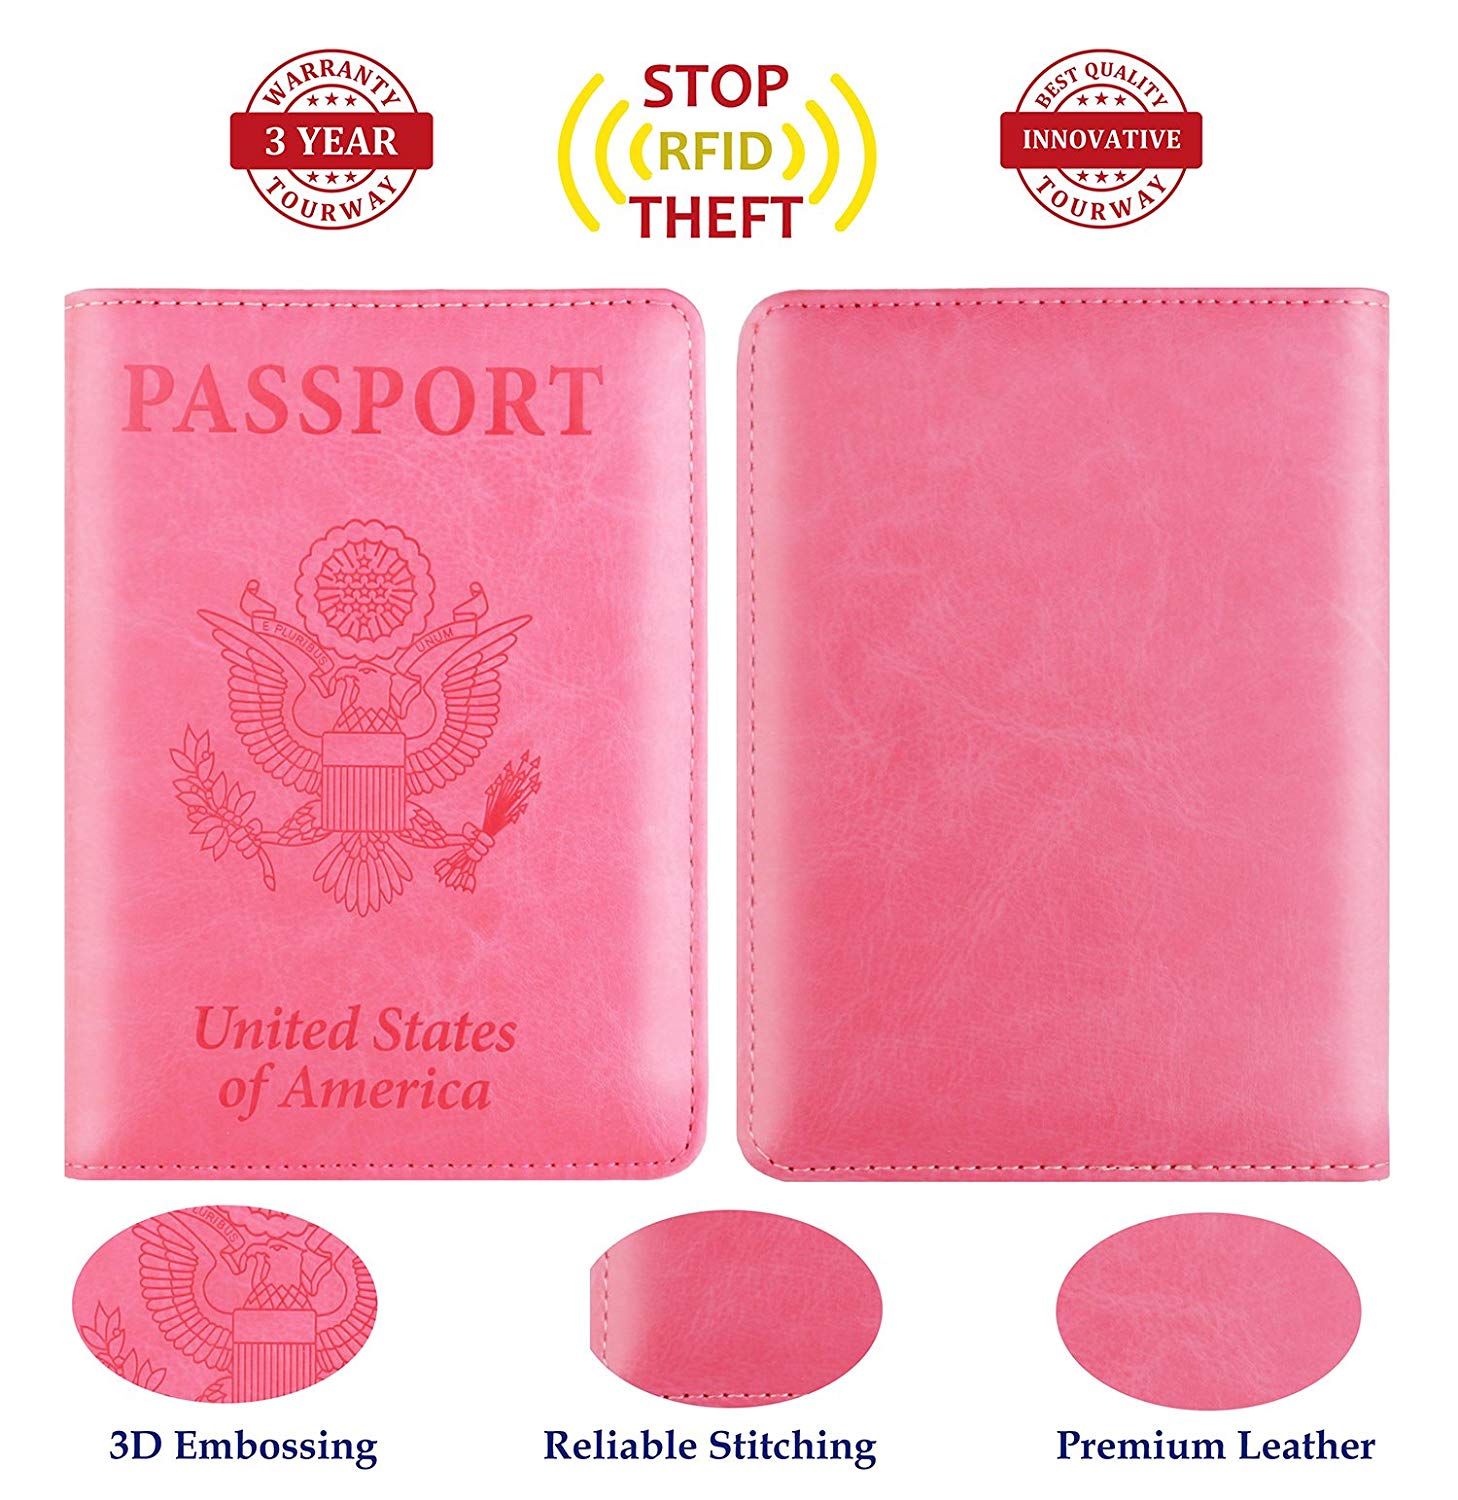 WARRANTY
3 YEAR
TOURWAY
STOP
RFID
THEFT
BEST QUALITY
INNOVATIVE
TOURWAY
PASSPORT
E PLURIBUS UNUM
United States
of America
PLURIBUS
3D Embossing
Reliable Stitching
Premium Leather